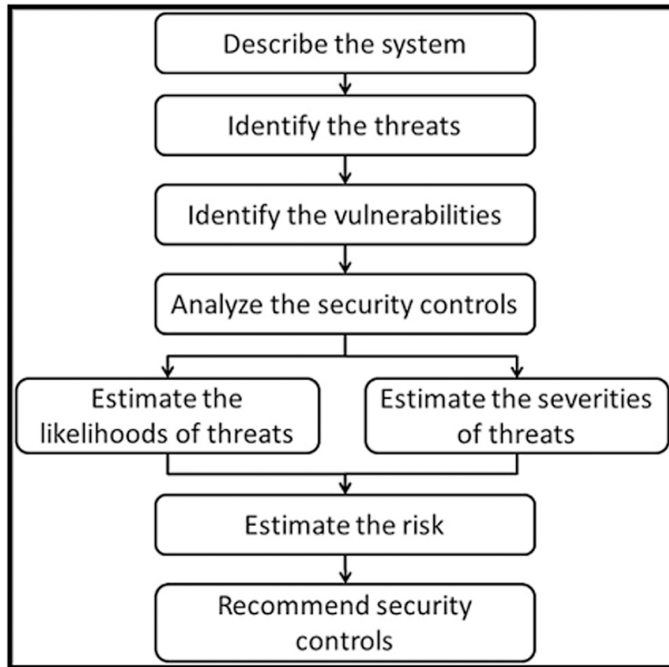 Describe the system
Identify the threats
Identify the vulnerabilities
Analyze the security controls
Estimate the
likelihoods of threats
Estimate the severities
of threats
Estimate the risk
Recommend security
controls